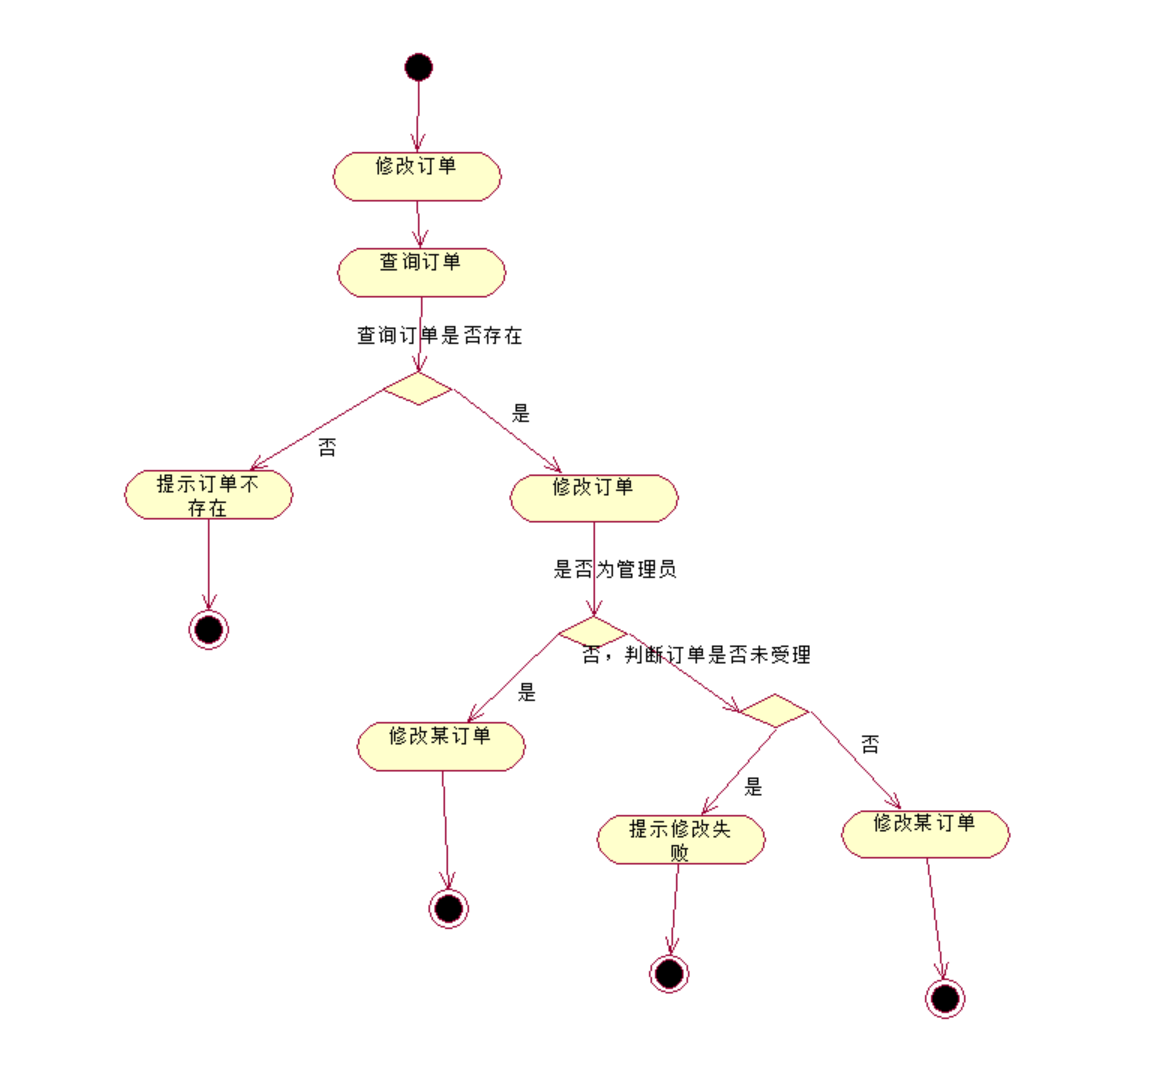 修改订单
查询订单
查询订单是否存在
是
否
提示订单不
存在
修改订单
是否为管理员
否，判断订单是否未受理
是
修改某订单
否
是
提示修改失
败
修改某订单